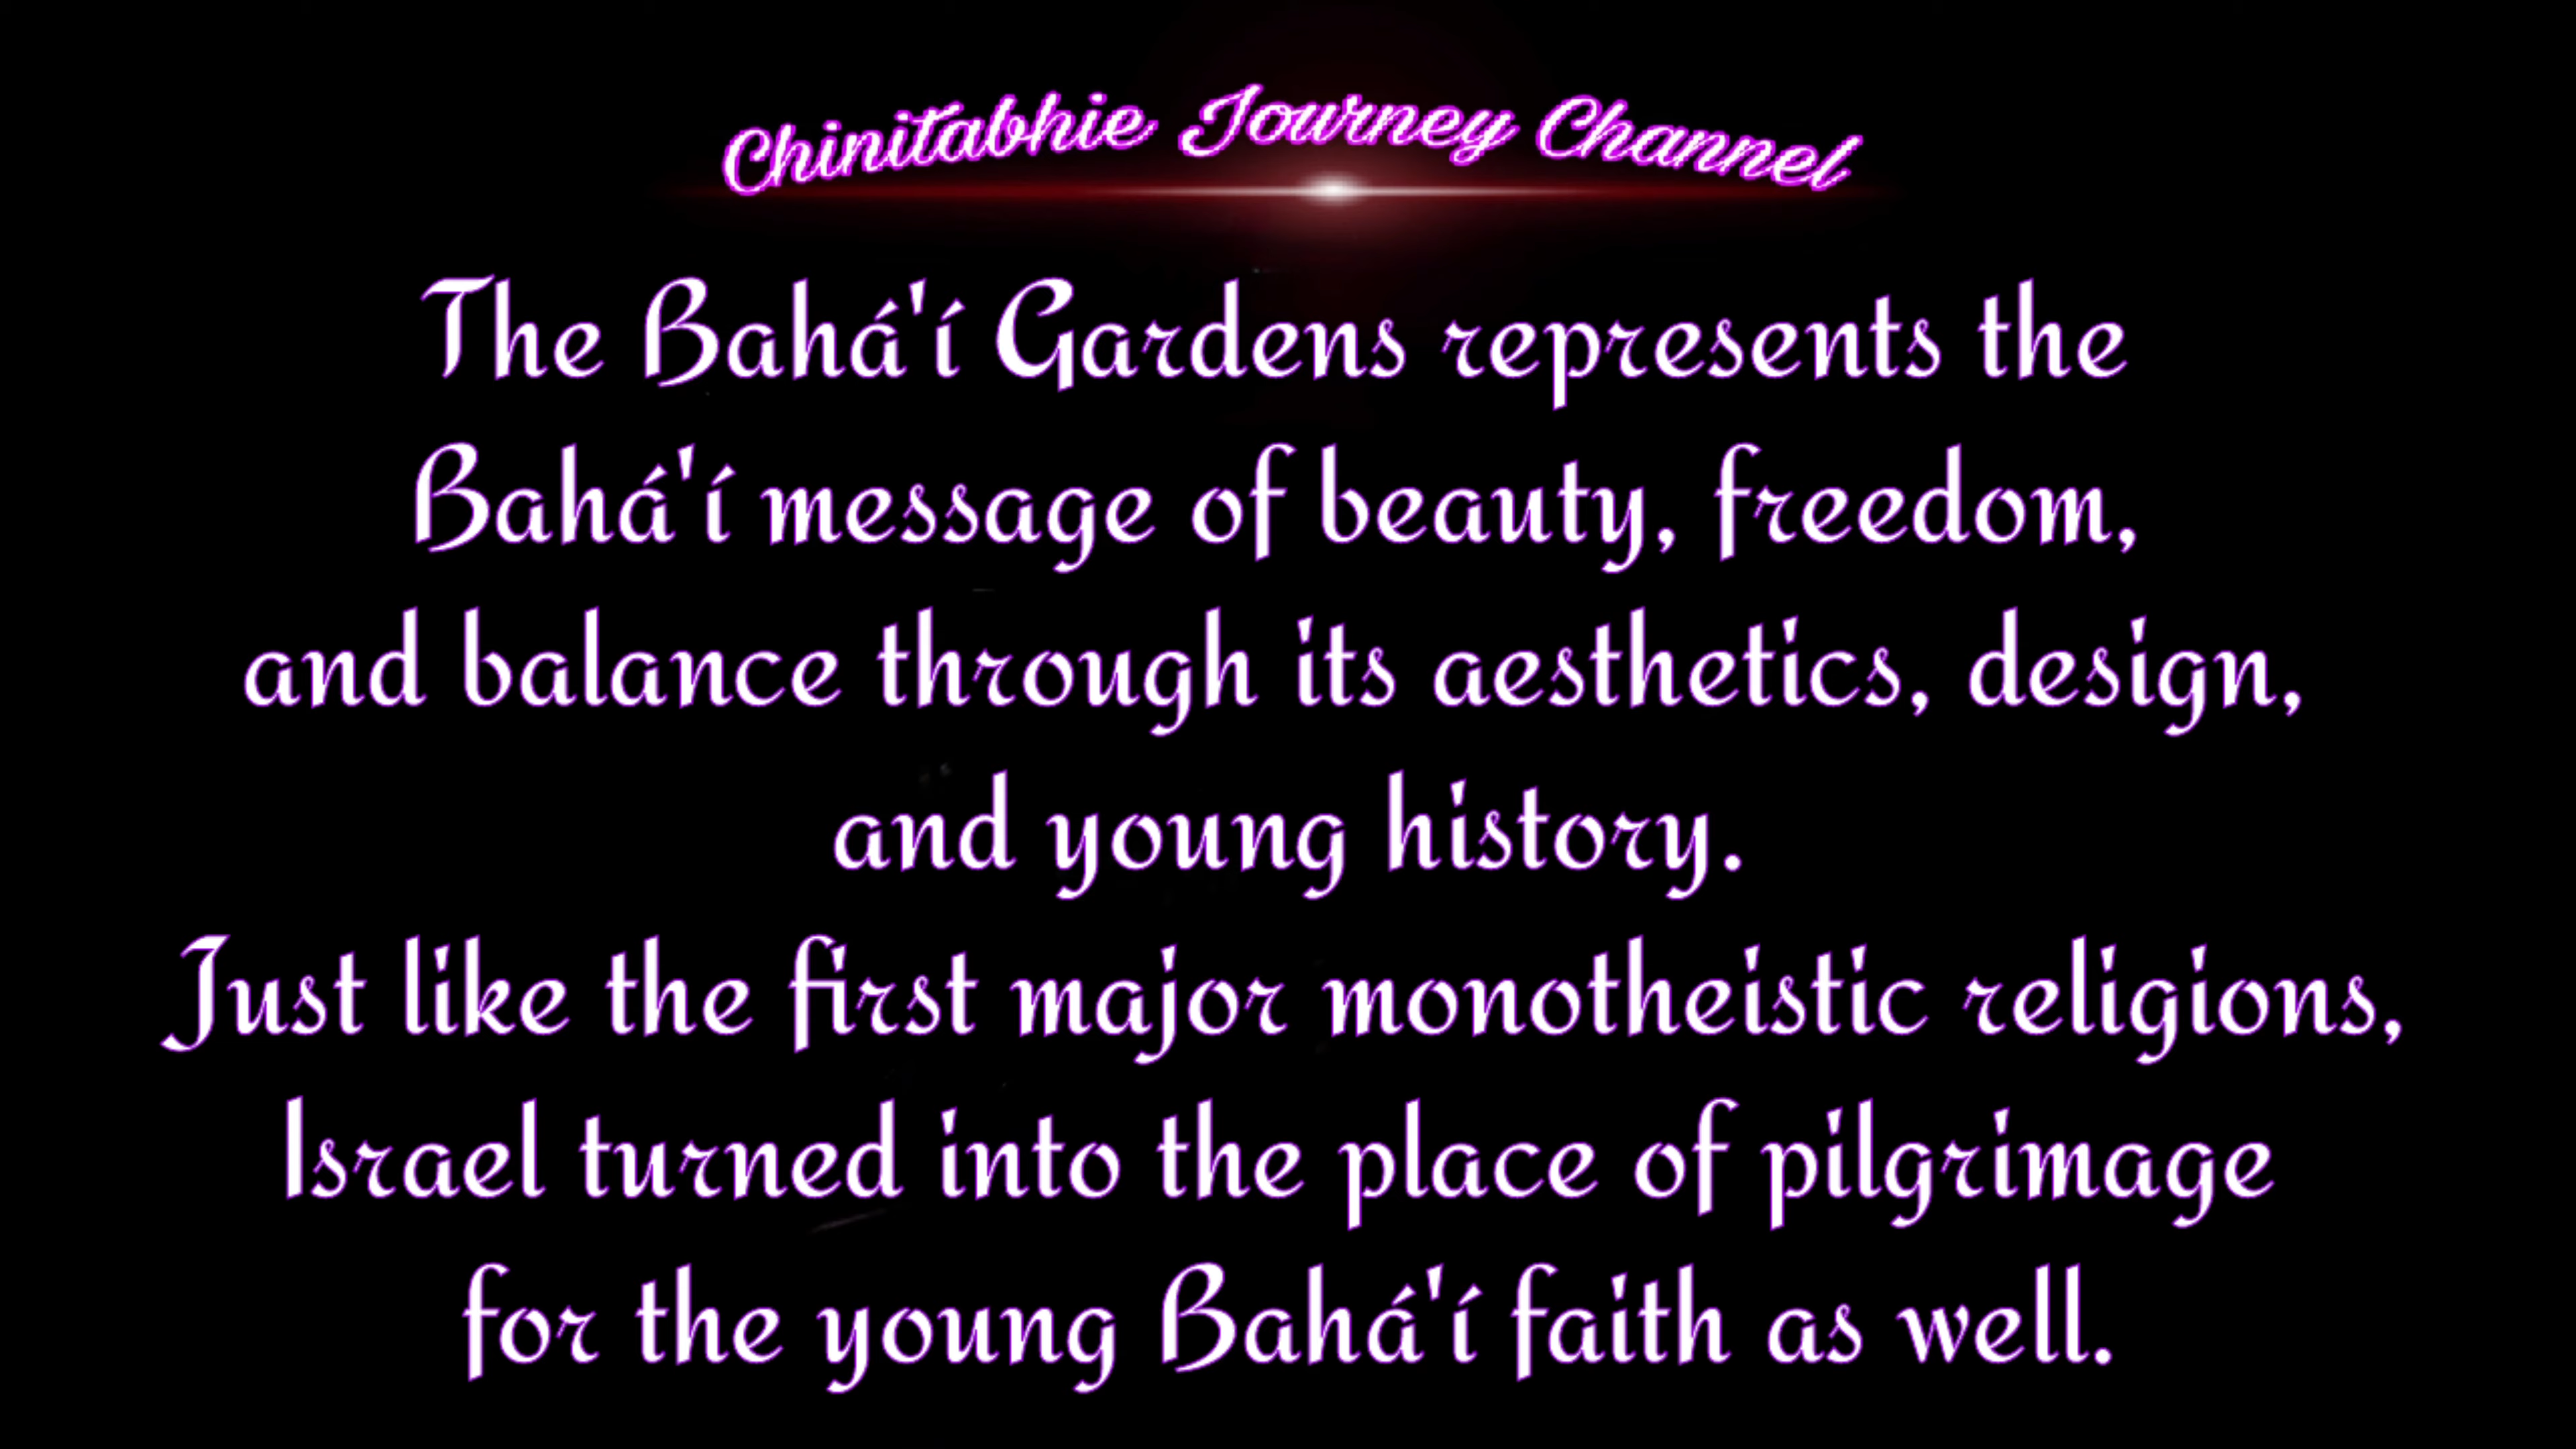 Chinitabhie Journey Channel
The Bahá'í Gardens represents the
Bahá'í message of beauty, freedom,
and balance through its aesthetics, design,
and young history.
Just like the first major monotheistic religions,
Israel turned into the place of pilgrimage
for the young Bahá'í faith as well.